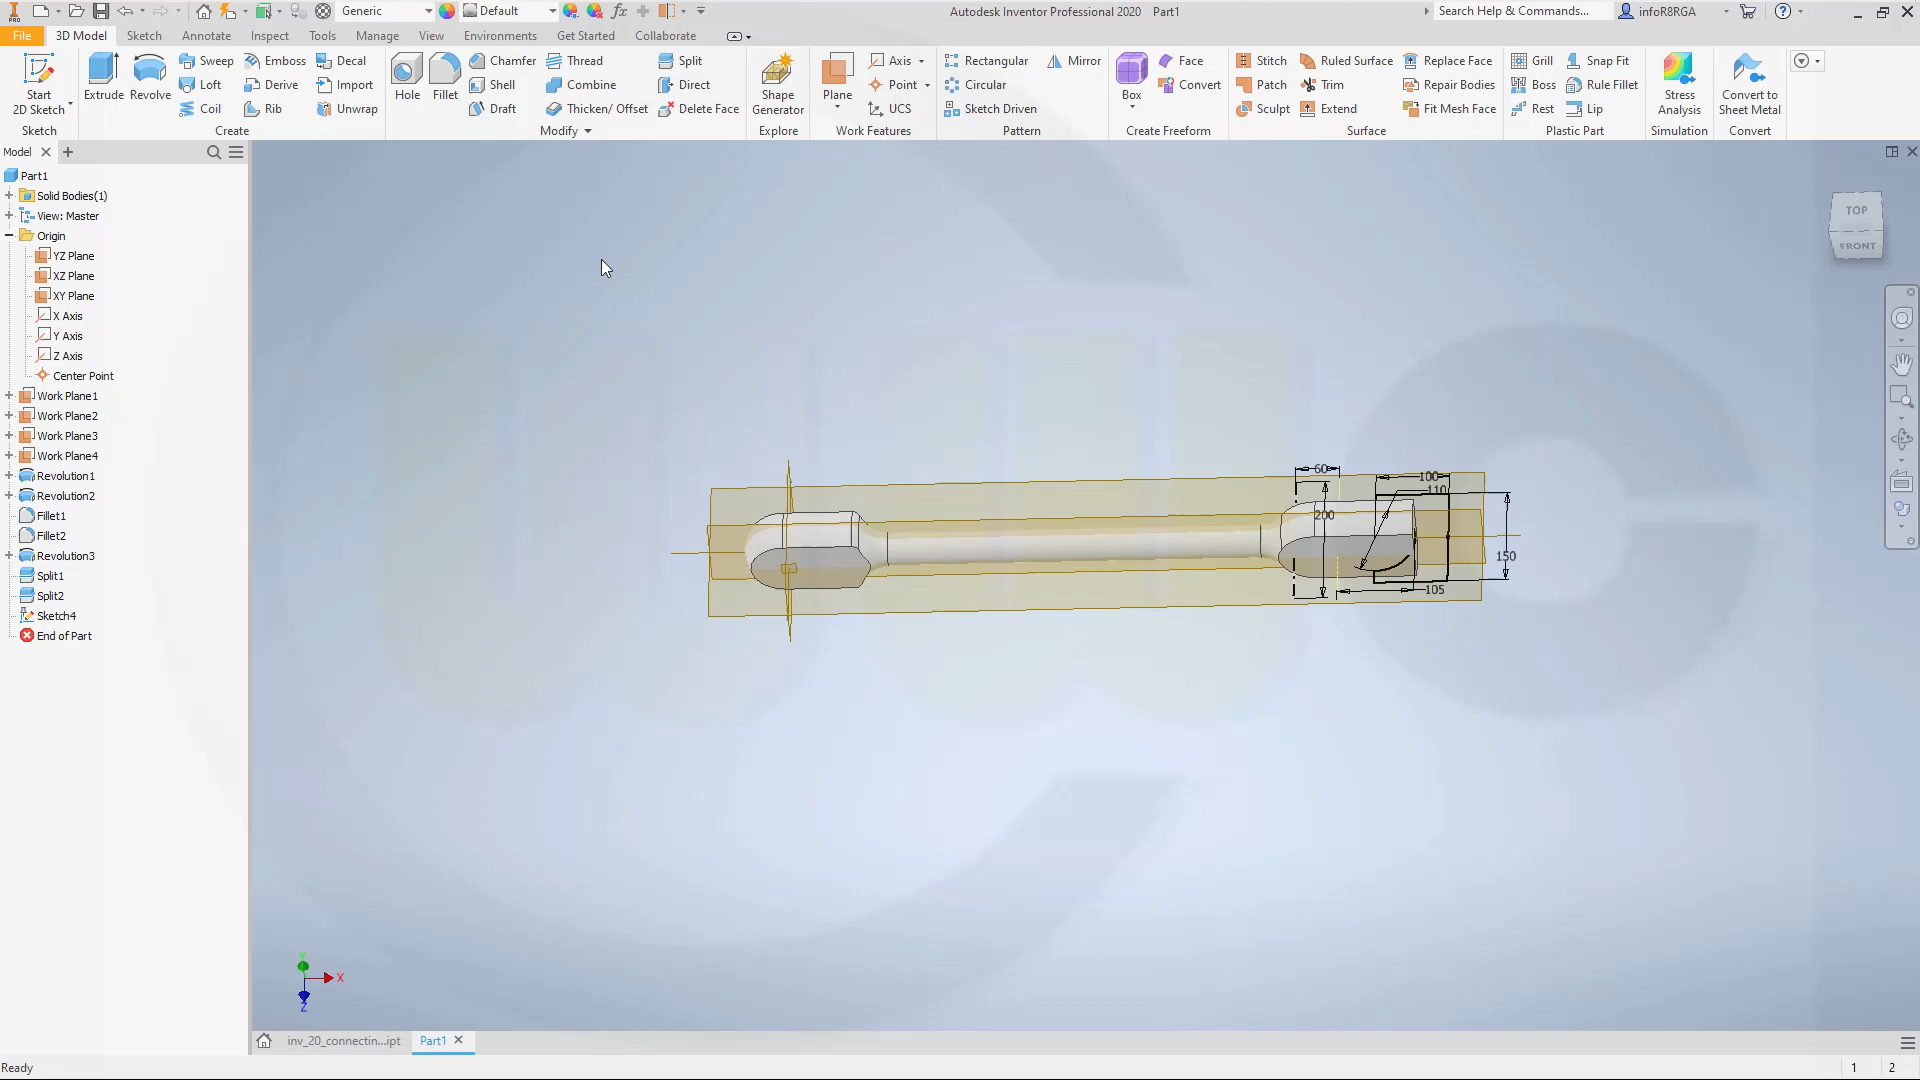 PRO Generic Default Autodesk Inventor Professional 2020 Part1 Search Help & Commands... infoR8RGA
File 3D Model Sketch Annotate Inspect Tools Manage View Environments Get Started Collaborate
Start 2D Sketch Extrude Revolve Sweep Loft Coil Emboss Derive Rib Decal Import Unwrap
Hole Fillet Chamfer Shell Draft Thread Combine Thicken/ Offset Split Direct Delete Face
Shape Generator Plane Axis Point UCS Rectangular Circular Sketch Driven Mirror
Box Face Convert Stitch Patch Sculpt Ruled Surface Trim Extend Replace Face Repair Bodies Fit Mesh Face
Grill Boss Rest Snap Fit Rule Fillet Lip Stress Analysis Convert to Sheet Metal
Sketch Create Modify Explore Work Features Pattern Create Freeform Surface Plastic Part Simulation Convert
Model
Part1
Solid Bodies(1)
View: Master
Origin
YZ Plane
XZ Plane
XY Plane
X Axis
Y Axis
Z Axis
Center Point
Work Plane1
Work Plane2
Work Plane3
Work Plane4
Revolution1
Revolution2
Fillet1
Fillet2
Revolution3
Split1
Split2
Sketch4
End of Part
TOP
FRONT
60
100
110
200
150
105
Y
X
Z
inv_20_connectin...ipt Part1
Ready 1 2